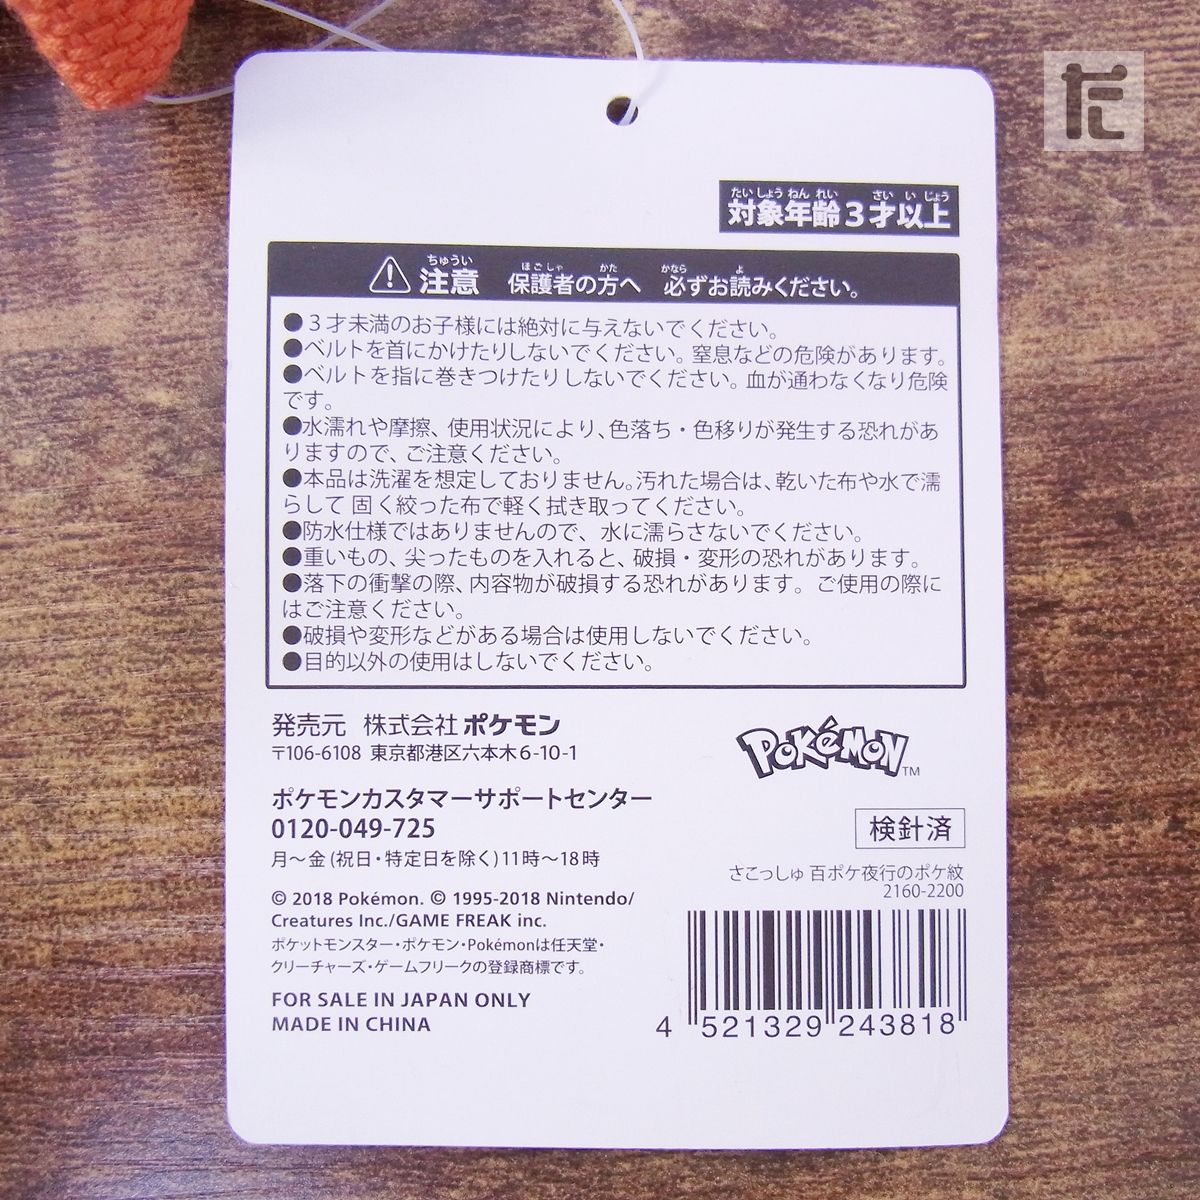 たいしょうねんれい さいいじょう
対象年齢3才以上
ちゅうい ほごしゃ かた かなら よ
注意 保護者の方へ 必ずお読みください。
●3才未満のお子様には絶対に与えないでください。
●ベルトを首にかけたりしないでください。窒息などの危険があります。
●ベルトを指に巻きつけたりしないでください。血が通わなくなり危険
です。
●水濡れや摩擦、使用状況により、色落ち・色移りが発生する恐れがあ
りますので、ご注意ください。
●本品は洗濯を想定しておりません。汚れた場合は、乾いた布や水で濡
らして 固く絞った布で軽く拭き取ってください。
●防水仕様ではありませんので、水に濡らさないでください。
●重いもの、尖ったものを入れると、破損・変形の恐れがあります。
●落下の衝撃の際、内容物が破損する恐れがあります。ご使用の際に
はご注意ください。
●破損や変形などがある場合は使用しないでください。
●目的以外の使用はしないでください。
発売元 株式会社 ポケモン
〒106-6108 東京都港区六本木6-10-1
ポケモンカスタマーサポートセンター
0120-049-725
月～金(祝日・特定日を除く)11時～18時
© 2018 Pokémon. © 1995-2018 Nintendo/
Creatures Inc./GAME FREAK inc.
ポケットモンスター・ポケモン・Pokémonは任天堂・
クリーチャーズ・ゲームフリークの登録商標です。
FOR SALE IN JAPAN ONLY
MADE IN CHINA
POKéMON™
検針済
さこっしゅ 百ポケ夜行のポケ紋
2160-2200
4 521329 243818